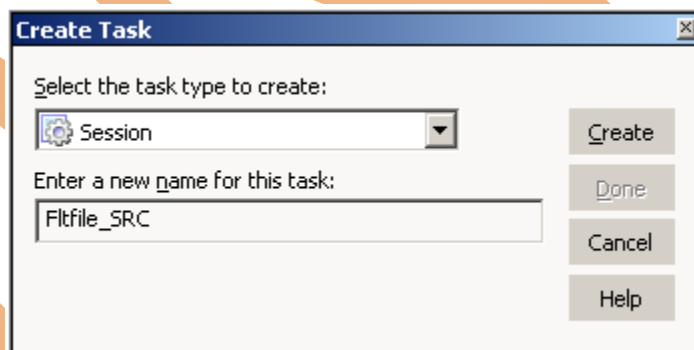 Create Task
Select the task type to create:
Session
Create
Enter a new name for this task:
Done
Fltfile_SRC
Cancel
Help